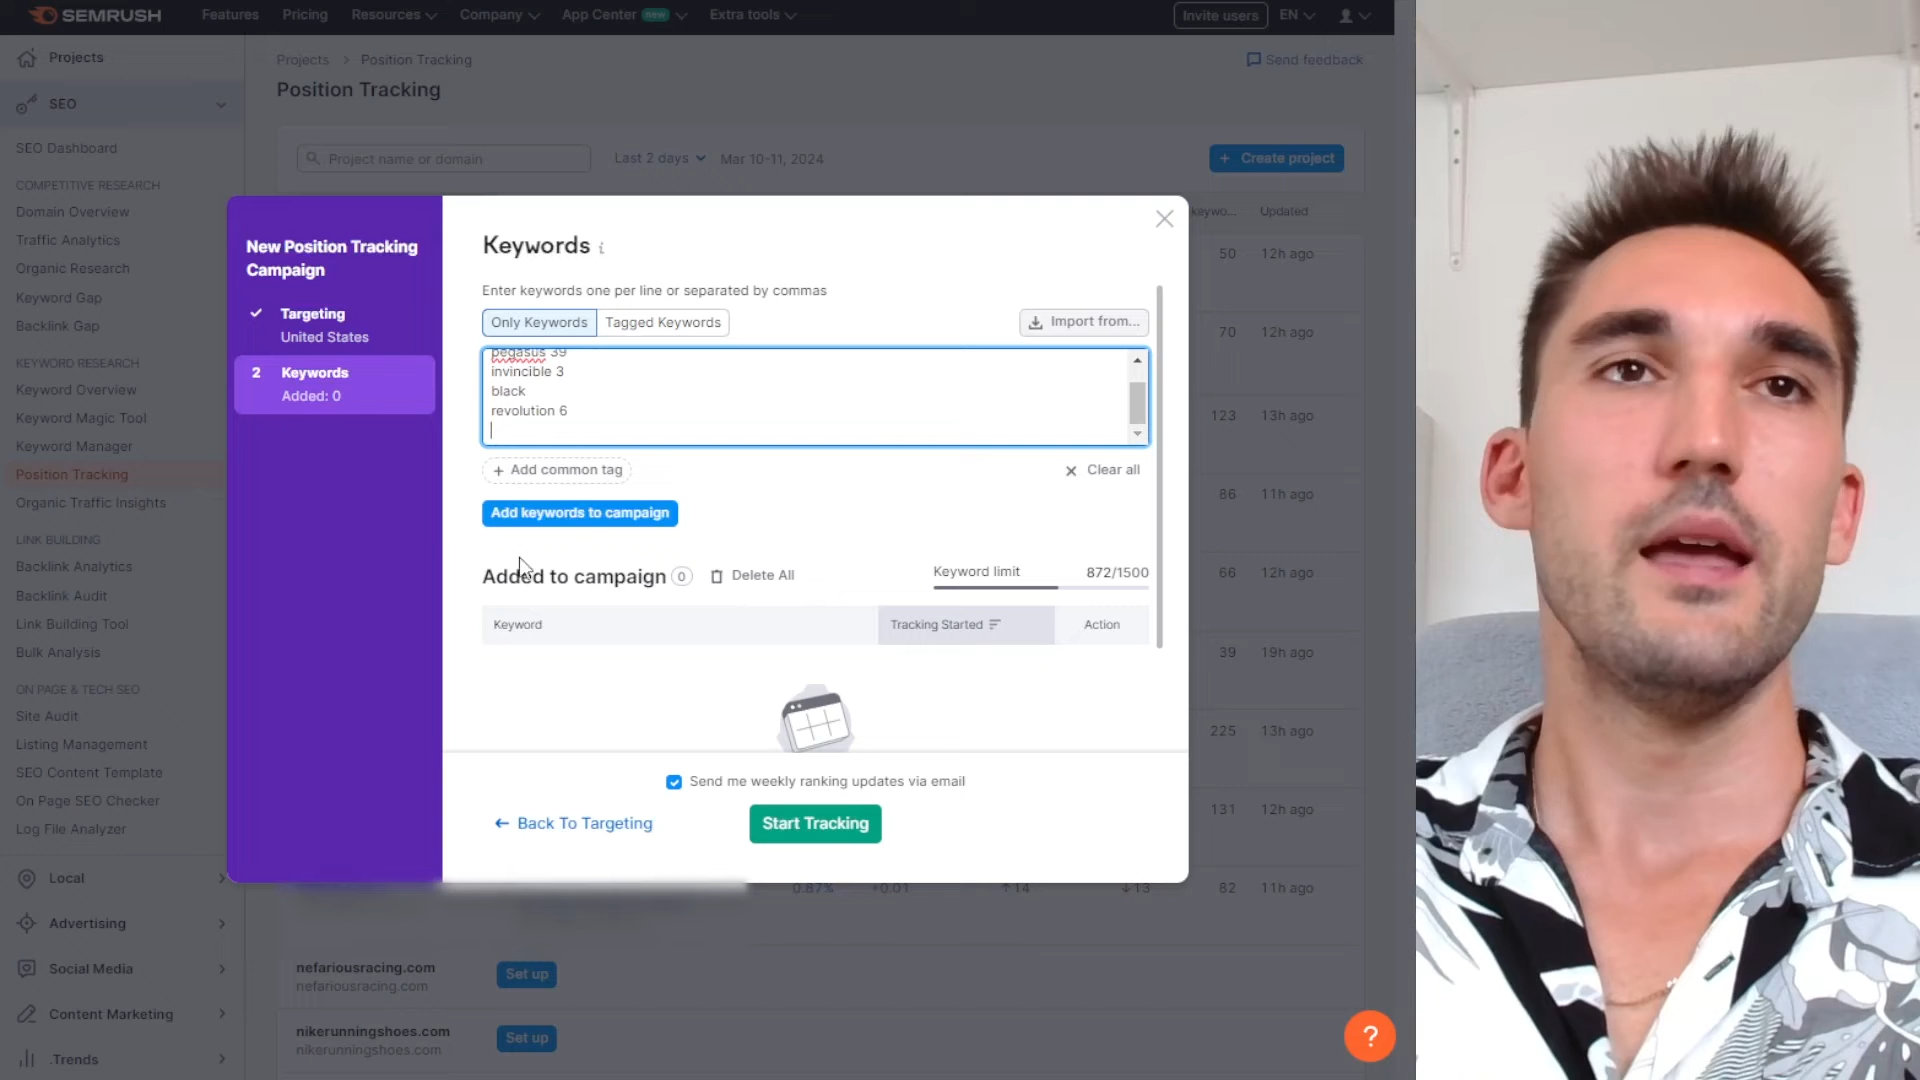 SEMRUSH
Features
Pricing
Resources
Company
App Center new
Extra tools
Invite users
EN
Projects
SEO
SEO Dashboard
COMPETITIVE RESEARCH
Domain Overview
Traffic Analytics
Organic Research
Keyword Gap
Backlink Gap
KEYWORD RESEARCH
Keyword Overview
Keyword Magic Tool
Keyword Manager
Position Tracking
Organic Traffic Insights
LINK BUILDING
Backlink Analytics
Backlink Audit
Link Building Tool
Bulk Analysis
ON PAGE & TECH SEO
Site Audit
Listing Management
SEO Content Template
On Page SEO Checker
Log File Analyzer
Local
Advertising
Social Media
Content Marketing
.Trends
Projects > Position Tracking
Send feedback
Position Tracking
Project name or domain
Last 2 days
Mar 10-11, 2024
+ Create project
keywo...
Updated
50 12h ago
70 12h ago
123 13h ago
86 11h ago
66 12h ago
39 19h ago
225 13h ago
131 12h ago
0.87% +0.01 ↑14 ↓13 82 11h ago
nefariousracing.com
nefariousracing.com
Set up
nikerunningshoes.com
nikerunningshoes.com
Set up
New Position Tracking
Campaign
Targeting
United States
2 Keywords
Added: 0
Keywords i
Enter keywords one per line or separated by commas
Only Keywords
Tagged Keywords
Import from...
pegasus 39
invincible 3
black
revolution 6
+ Add common tag
× Clear all
Add keywords to campaign
Added to campaign 0
Delete All
Keyword limit 872/1500
Keyword
Tracking Started
Action
Send me weekly ranking updates via email
← Back To Targeting
Start Tracking
?